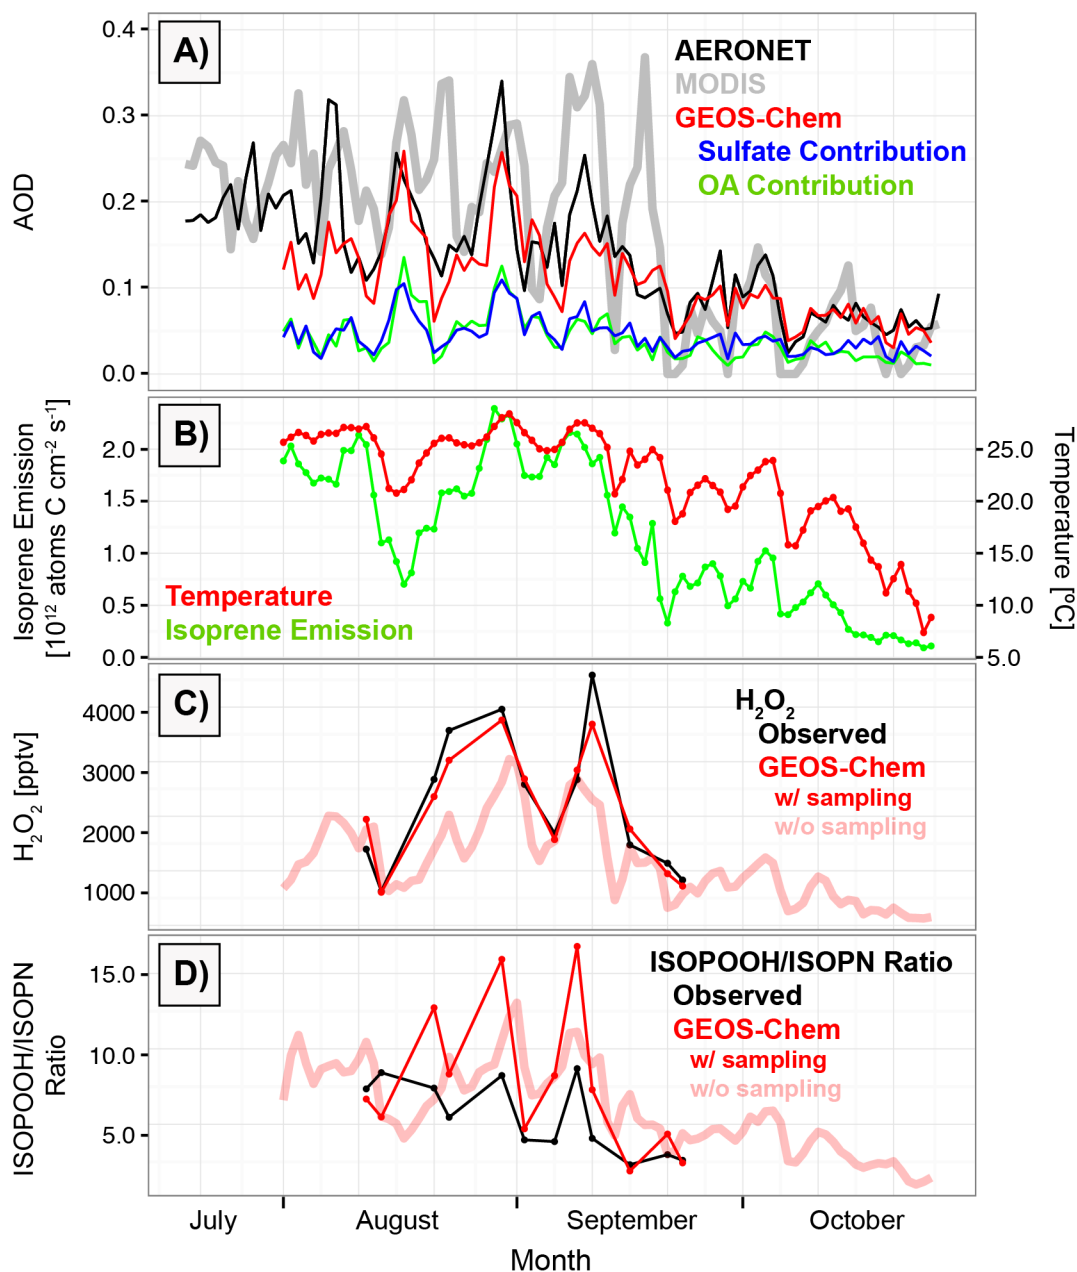 A)
AERONET
MODIS
GEOS-Chem
Sulfate Contribution
OA Contribution
AOD
0.4
0.3
0.2
0.1
0.0
B)
Temperature
Isoprene Emission
Isoprene Emission
[10¹² atoms C cm⁻² s⁻¹]
2.0
1.5
1.0
0.5
0.0
25.0
20.0
15.0
10.0
5.0
Temperature [ºC]
C)
H₂O₂
Observed
GEOS-Chem
w/ sampling
w/o sampling
H₂O₂ [pptv]
4000
3000
2000
1000
D)
ISOPOOH/ISOPN Ratio
Observed
GEOS-Chem
w/ sampling
w/o sampling
ISOPOOH/ISOPN
Ratio
15.0
10.0
5.0
July August September October
Month